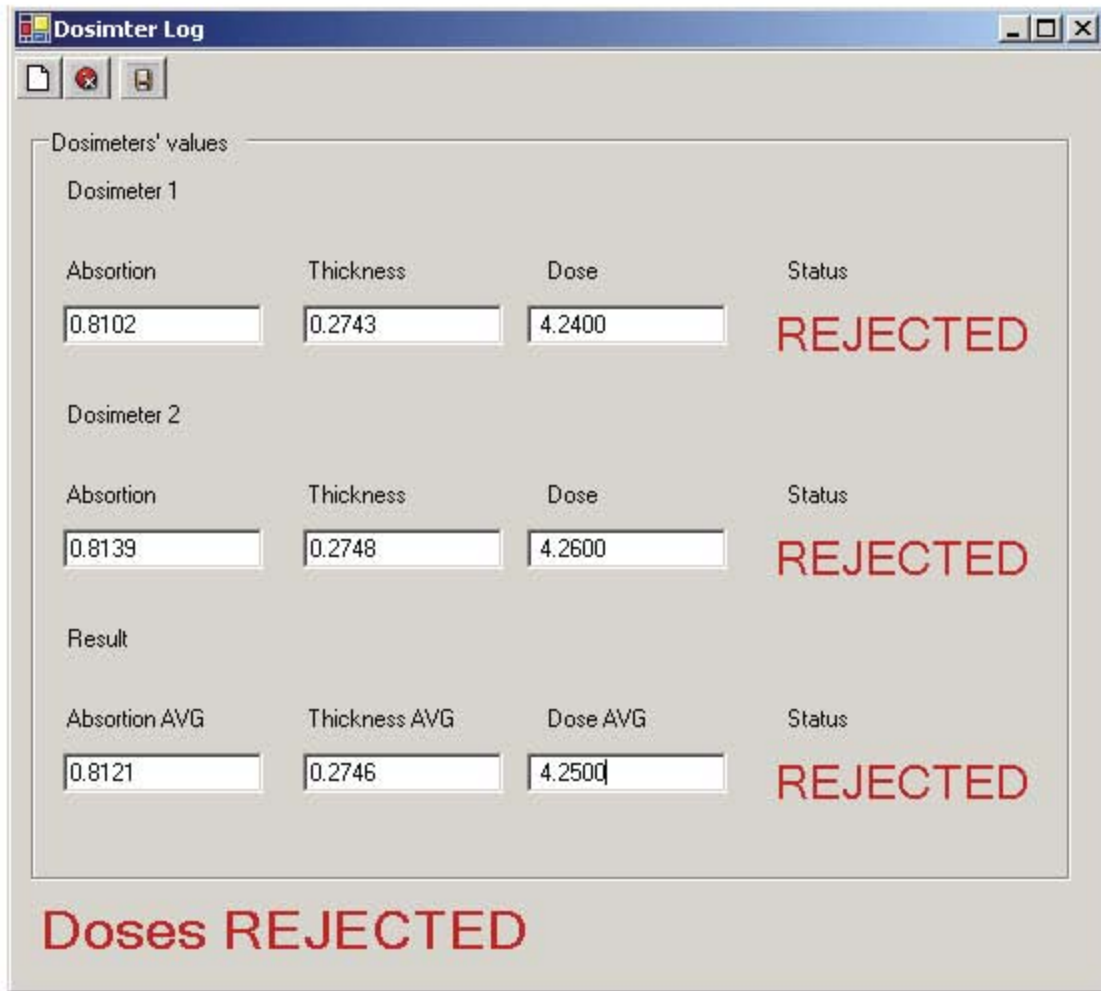 Dosimter Log
Dosimeters' values
Dosimeter 1
Absortion Thickness Dose Status
0.8102 0.2743 4.2400 REJECTED
Dosimeter 2
Absortion Thickness Dose Status
0.8139 0.2748 4.2600 REJECTED
Result
Absortion AVG Thickness AVG Dose AVG Status
0.8121 0.2746 4.2500 REJECTED
Doses REJECTED